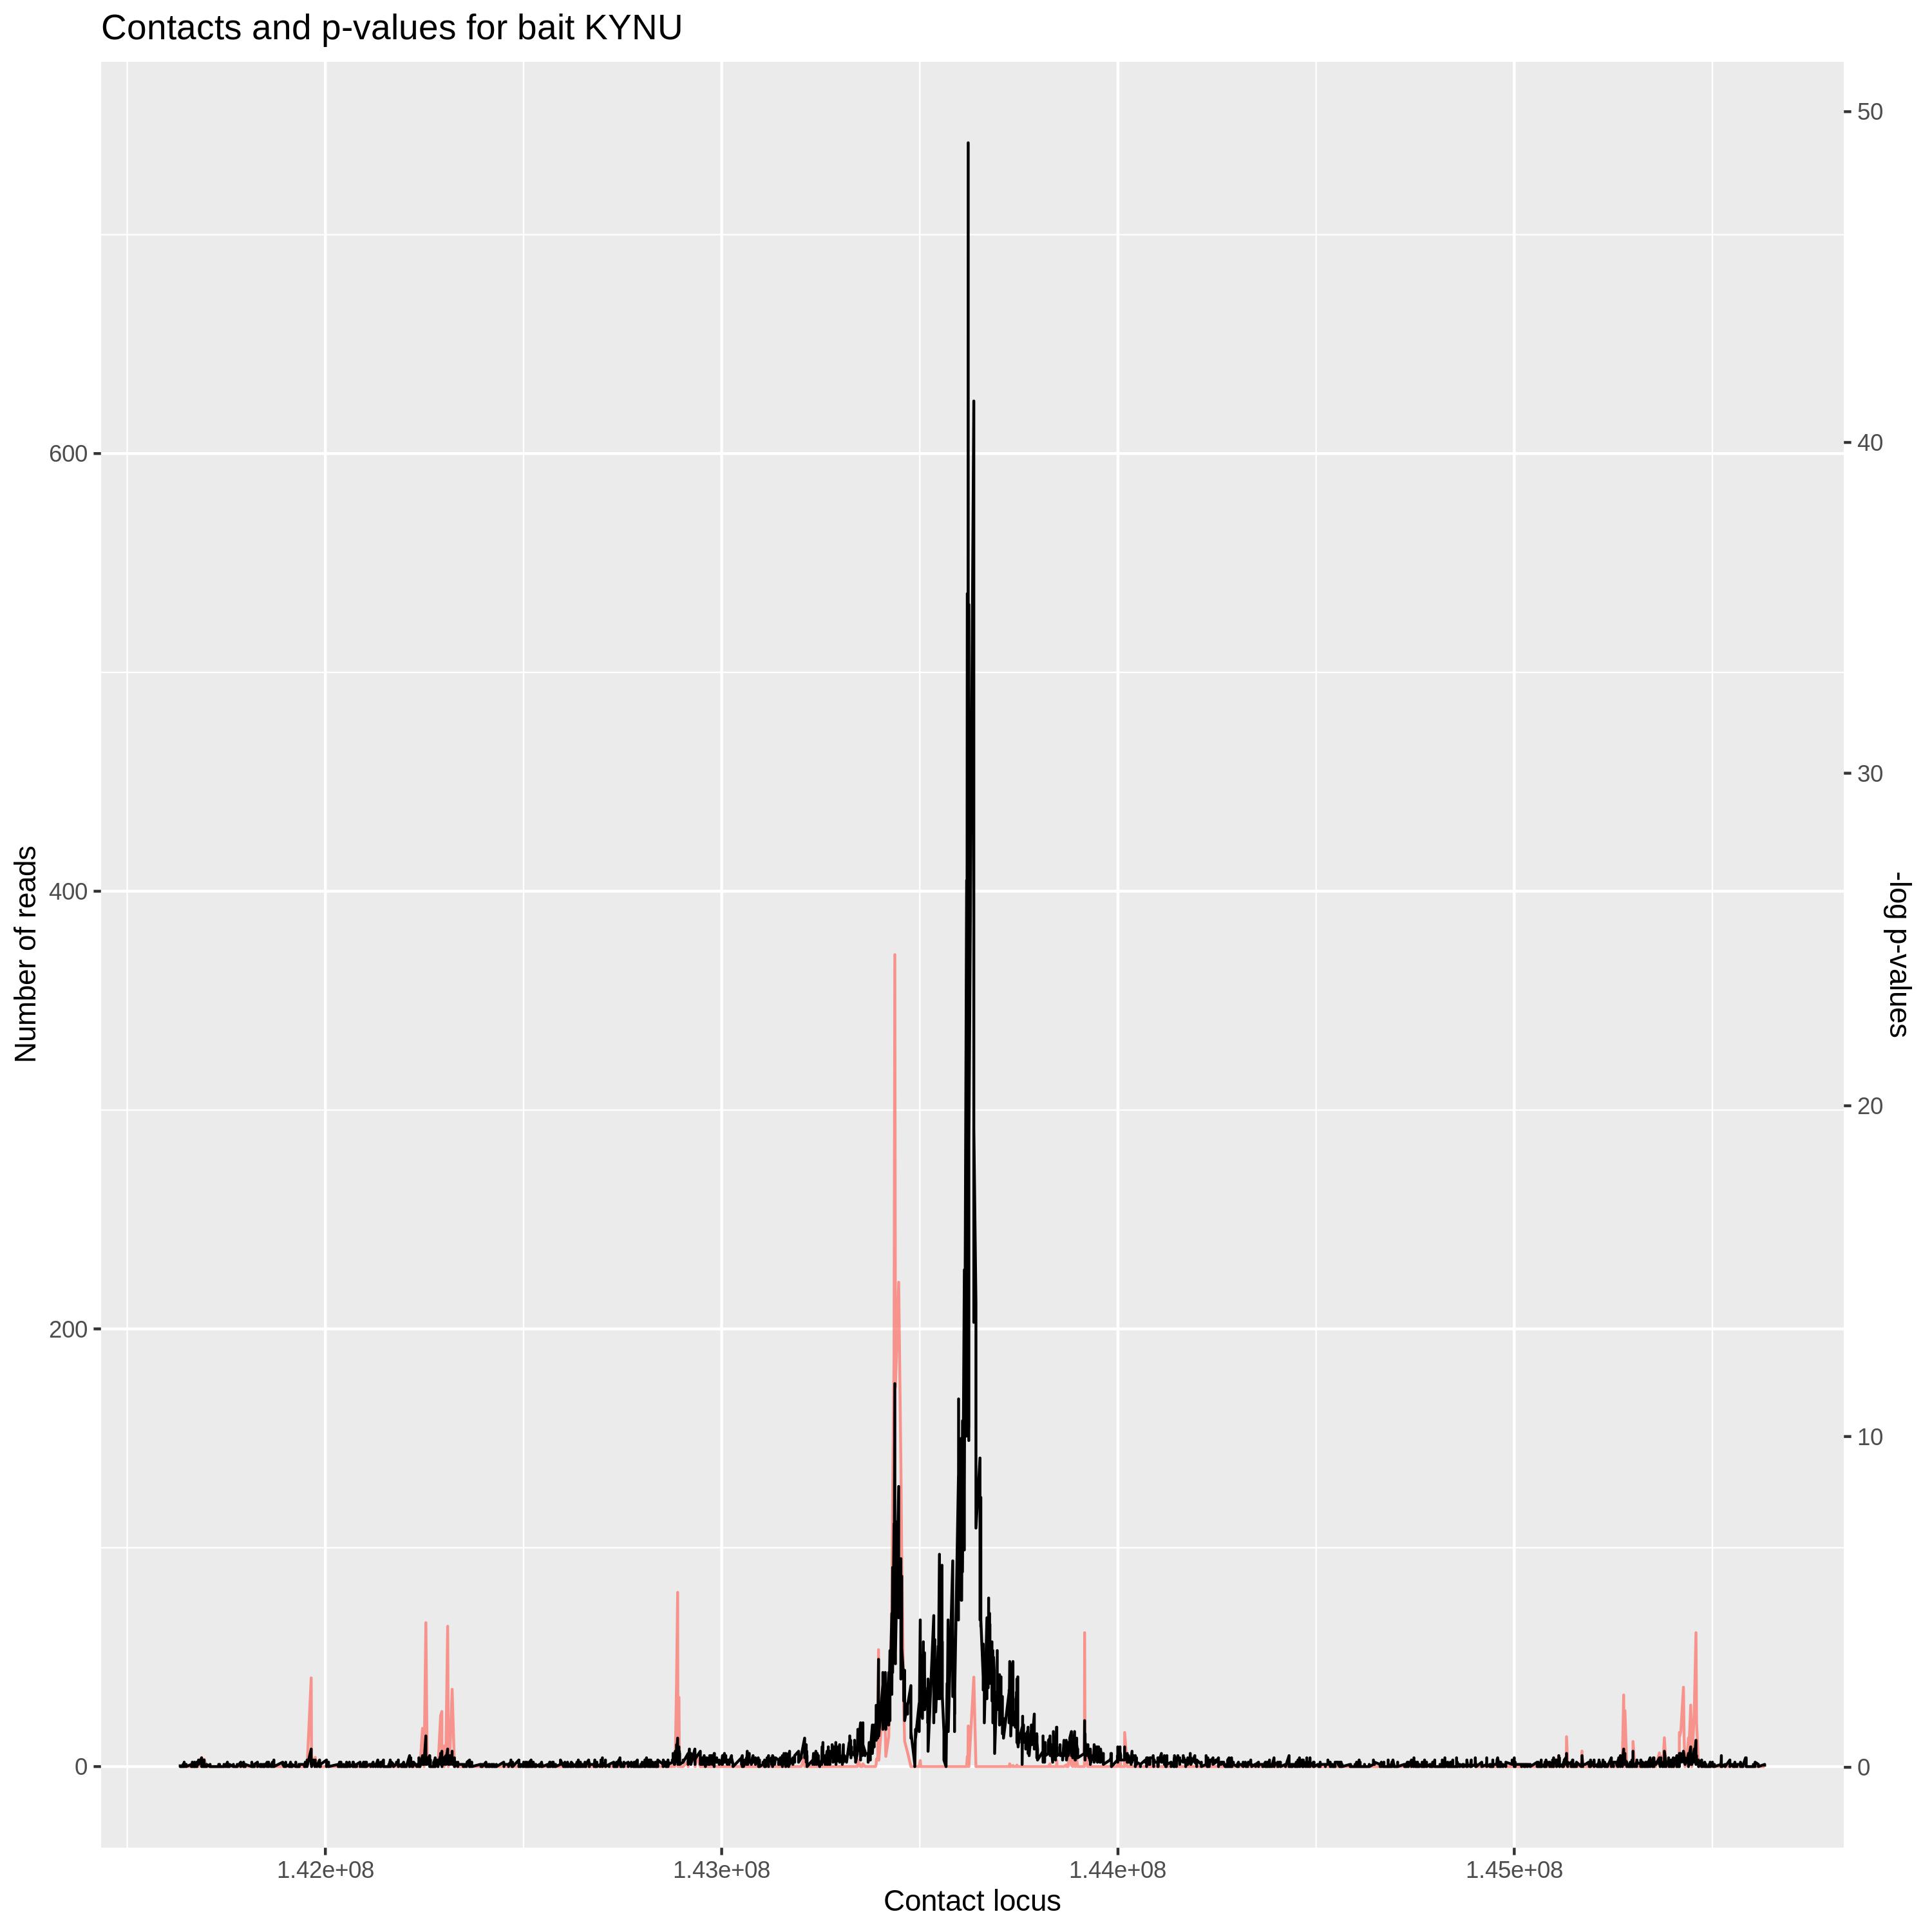 Contacts and p-values for bait KYNU
Number of reads
600
400
200
0
50
40
30
20
10
0
-log p-values
1.42e+08
1.43e+08
1.44e+08
1.45e+08
Contact locus